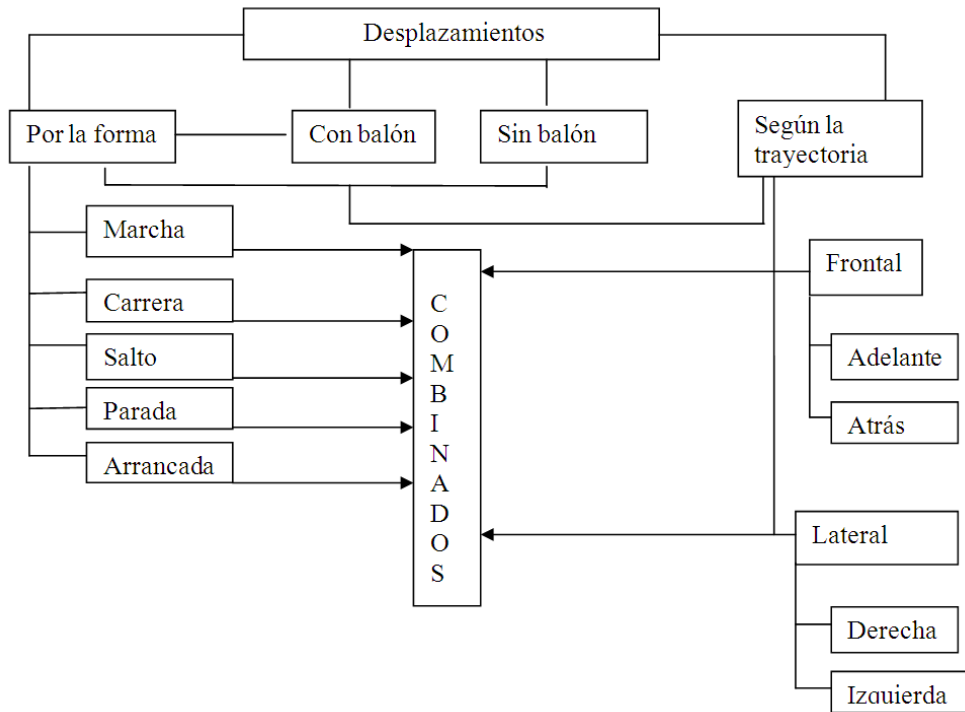 Desplazamientos
Por la forma
Con balón
Sin balón
Según la
trayectoria
Marcha
Carrera
Salto
Parada
Arrancada
C
O
M
B
I
N
A
D
O
S
Frontal
Adelante
Atrás
Lateral
Derecha
Izquierda